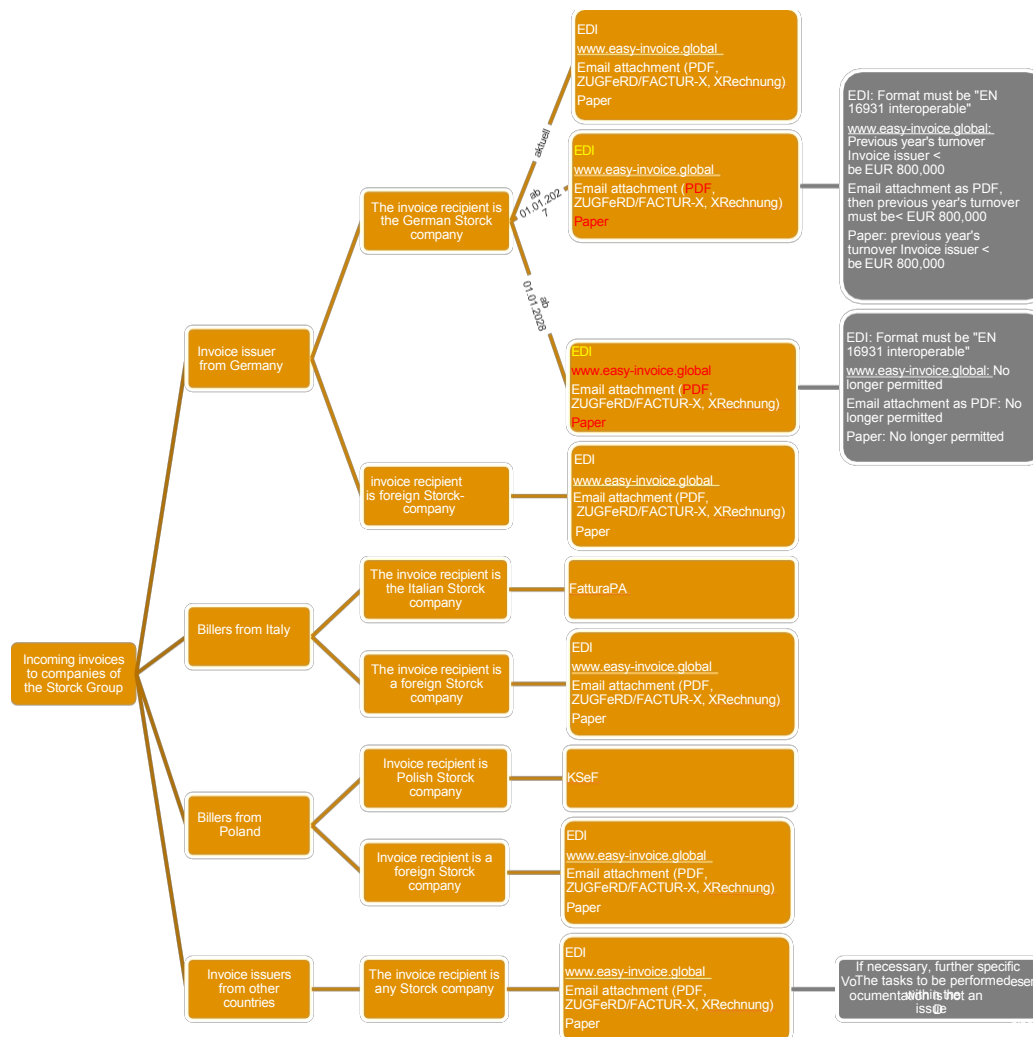 EDI
www.easy-invoice.global
Email attachment (PDF,
ZUGFeRD/FACTUR-X, XRechnung)
Paper
aktuell
EDI
www.easy-invoice.global
Email attachment (PDF,
ZUGFeRD/FACTUR-X, XRechnung)
Paper
ab
01.01.202
7
EDI: Format must be "EN
16931 interoperable"
www.easy-invoice.global:
Previous year's turnover
Invoice issuer <
be EUR 800,000
Email attachment as PDF,
then previous year's turnover
must be< EUR 800,000
Paper: previous year's
turnover Invoice issuer <
be EUR 800,000
The invoice recipient is
the German Storck
company
ab
01.01.2028
EDI
www.easy-invoice.global
Email attachment (PDF,
ZUGFeRD/FACTUR-X, XRechnung)
Paper
EDI: Format must be "EN
16931 interoperable"
www.easy-invoice.global: No
longer permitted
Email attachment as PDF: No
longer permitted
Paper: No longer permitted
Invoice issuer
from Germany
invoice recipient
is foreign Storck-
company
EDI
www.easy-invoice.global
Email attachment (PDF,
ZUGFeRD/FACTUR-X, XRechnung)
Paper
The invoice recipient is
the Italian Storck
company
FatturaPA
Billers from Italy
The invoice recipient is
a foreign Storck
company
EDI
www.easy-invoice.global
Email attachment (PDF,
ZUGFeRD/FACTUR-X, XRechnung)
Paper
Incoming invoices
to companies of
the Storck Group
Invoice recipient is
Polish Storck
company
KSeF
Billers from
Poland
Invoice recipient is a
foreign Storck
company
EDI
www.easy-invoice.global
Email attachment (PDF,
ZUGFeRD/FACTUR-X, XRechnung)
Paper
Invoice issuers
from other
countries
The invoice recipient is
any Storck company
EDI
www.easy-invoice.global
Email attachment (PDF,
ZUGFeRD/FACTUR-X, XRechnung)
Paper
If necessary, further specific
The tasks to be performed
within the
ocumentation is not an
issue